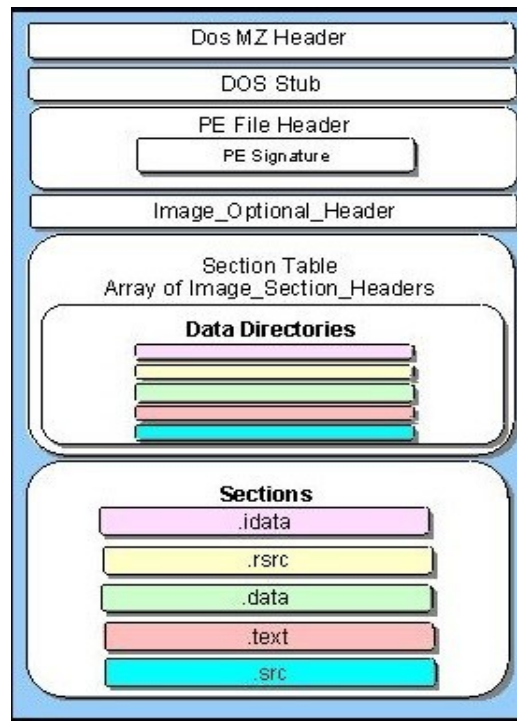 Dos MZ Header
DOS Stub
PE File Header
PE Signature
Image_Optional_Header
Section Table
Array of Image_Section_Headers
Data Directories
Sections
.idata
.rsrc
.data
.text
.src